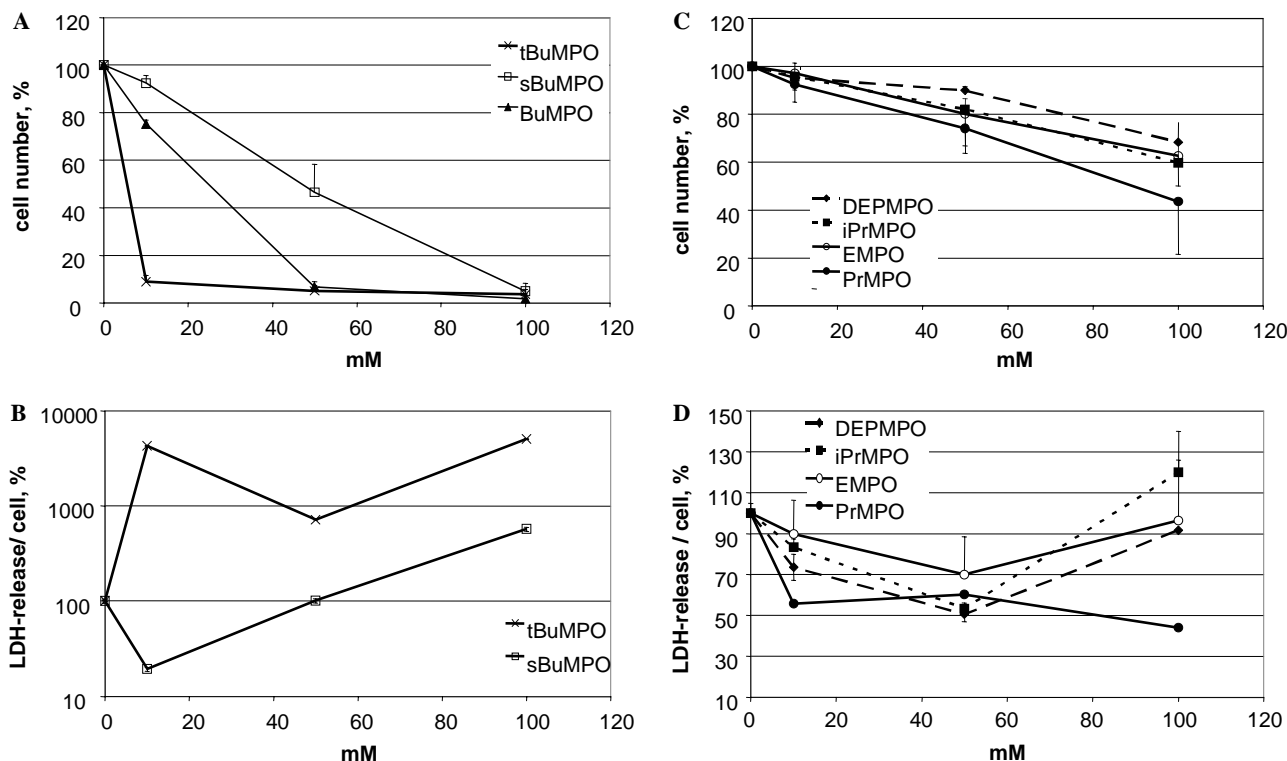 A
cell number, %
120
100
80
60
40
20
0
tBuMPO
sBuMPO
BuMPO
0 20 40 60 80 100 120
mM
C
cell number, %
120
100
80
60
40
20
0
DEPMPO
iPrMPO
EMPO
PrMPO
0 20 40 60 80 100 120
mM
B
LDH-release/ cell, %
10000
1000
100
10
tBuMPO
sBuMPO
0 20 40 60 80 100 120
mM
D
LDH-release / cell, %
150
130
110
90
70
50
30
10
DEPMPO
iPrMPO
EMPO
PrMPO
0 20 40 60 80 100 120
mM